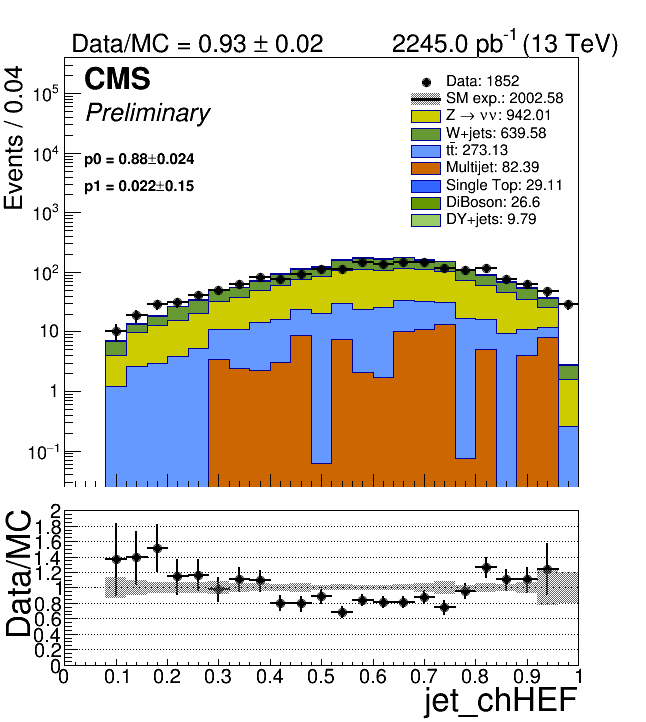 Data/MC = 0.93 ± 0.02 2245.0 pb⁻¹ (13 TeV)
CMS
Preliminary
p0 = 0.88±0.024
p1 = 0.022±0.15
Data: 1852
SM exp.: 2002.58
Z → νν: 942.01
W+jets: 639.58
tt̄: 273.13
Multijet: 82.39
Single Top: 29.11
DiBoson: 26.6
DY+jets: 9.79
Events / 0.04
10⁵
10⁴
10³
10²
10
1
10⁻¹
Data/MC
2
1.8
1.6
1.4
1.2
1
0.8
0.6
0.4
0.2
0
0 0.1 0.2 0.3 0.4 0.5 0.6 0.7 0.8 0.9 1
jet_chHEF